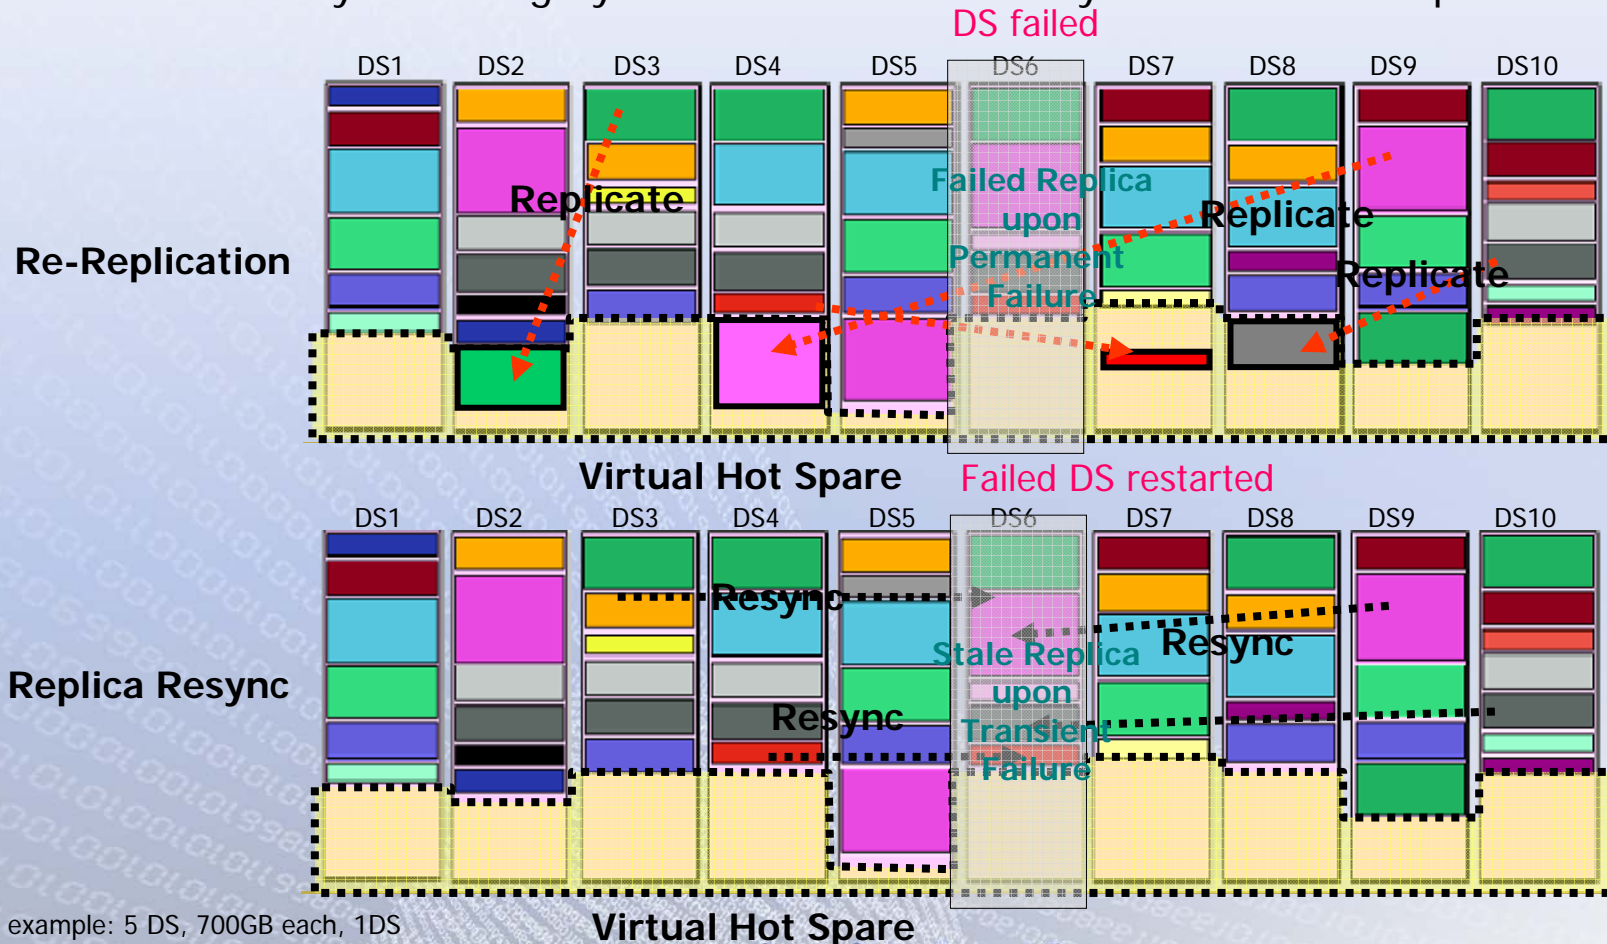 DS failed
DS1 DS2 DS3 DS4 DS5 DS6 DS7 DS8 DS9 DS10
Re-Replication
Replicate
Failed Replica
upon
Permanent
Failure
Replicate
Replicate
Virtual Hot Spare
Failed DS restarted
DS1 DS2 DS3 DS4 DS5 DS6 DS7 DS8 DS9 DS10
Replica Resync
Resync
Stale Replica
upon
Transient
Failure
Resync
Resync
example: 5 DS, 700GB each, 1DS
Virtual Hot Spare